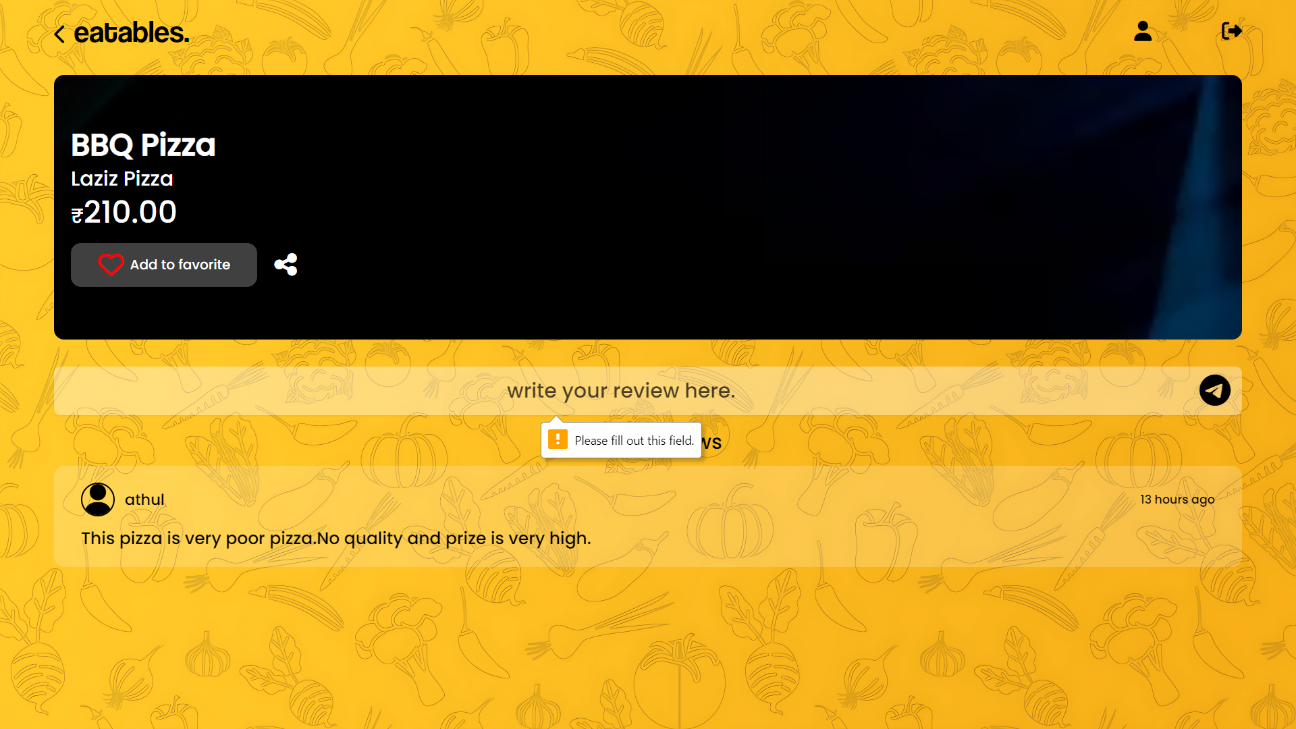 eatables.
BBQ Pizza
Laziz Pizza
₹210.00
Add to favorite
write your review here.
Please fill out this field.
athul
13 hours ago
This pizza is very poor pizza.No quality and prize is very high.